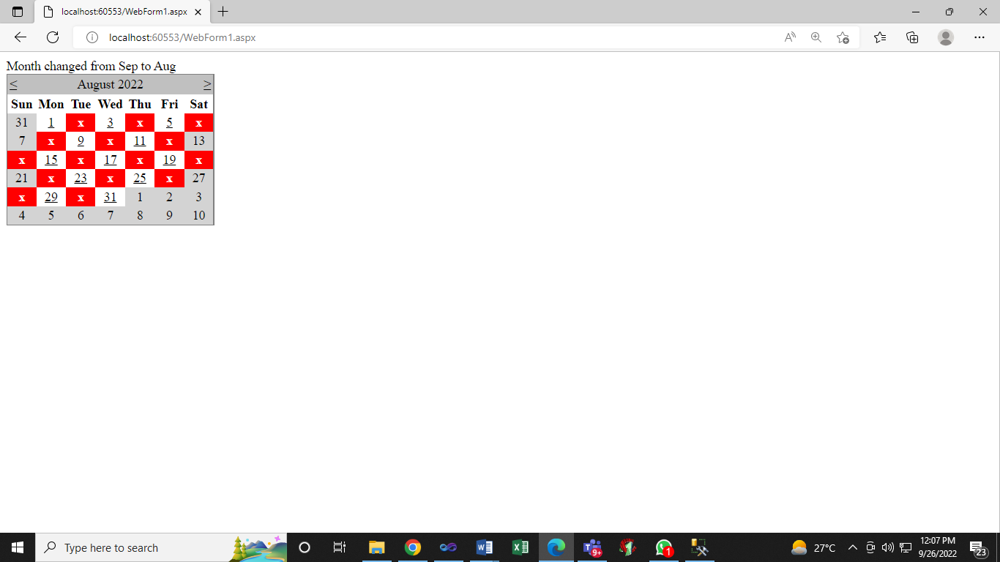 localhost:60553/WebForm1.aspx
localhost:60553/WebForm1.aspx
Month changed from Sep to Aug
< August 2022 >
Sun Mon Tue Wed Thu Fri Sat
31 1 x 3 x 5 x
7 x 9 x 11 x 13
x 15 x 17 x 19 x
21 x 23 x 25 x 27
x 29 x 31 1 2 3
4 5 6 7 8 9 10
Type here to search
9+
1
27°C
12:07 PM
9/26/2022
23